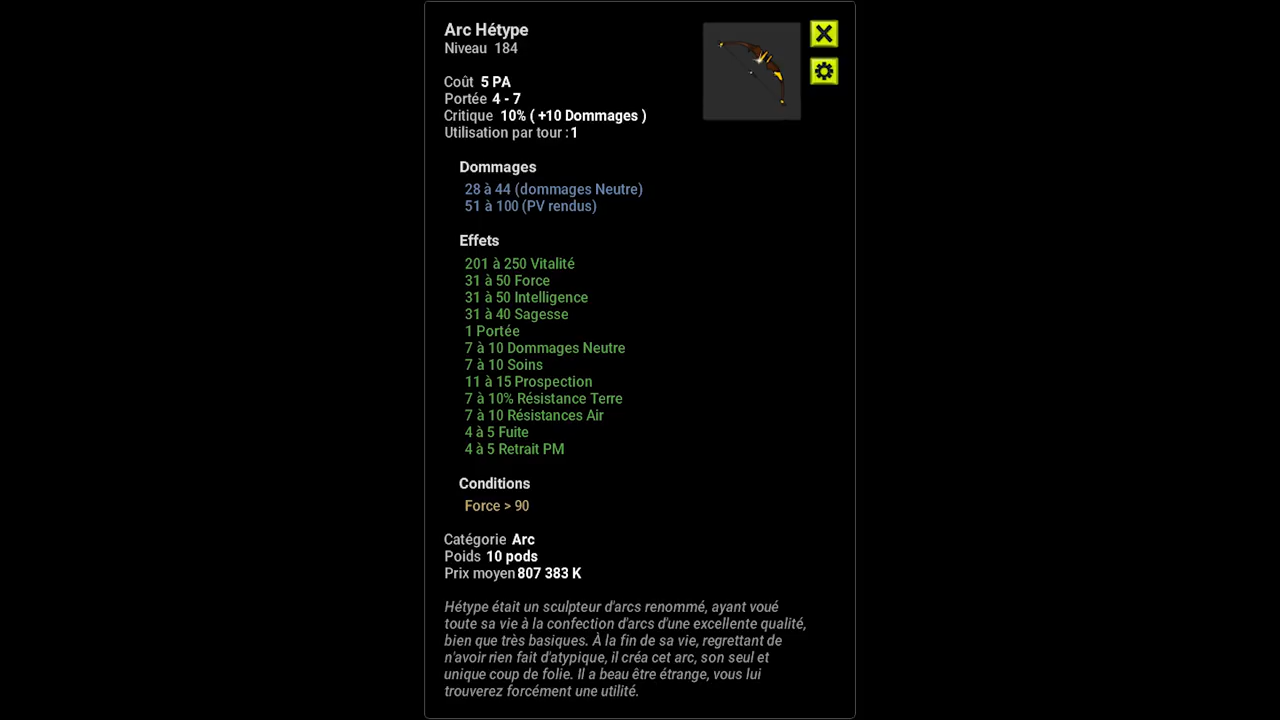 Arc Hétype
Niveau 184
Coût 5 PA
Portée 4 - 7
Critique 10% ( +10 Dommages )
Utilisation par tour : 1
Dommages
28 à 44 (dommages Neutre)
51 à 100 (PV rendus)
Effets
201 à 250 Vitalité
31 à 50 Force
31 à 50 Intelligence
31 à 40 Sagesse
1 Portée
7 à 10 Dommages Neutre
7 à 10 Soins
11 à 15 Prospection
7 à 10% Résistance Terre
7 à 10 Résistances Air
4 à 5 Fuite
4 à 5 Retrait PM
Conditions
Force > 90
Catégorie Arc
Poids 10 pods
Prix moyen 807 383 K
Hétype était un sculpteur d'arcs renommé, ayant voué
toute sa vie à la confection d'arcs d'une excellente qualité,
bien que très basiques. À la fin de sa vie, regrettant de
n'avoir rien fait d'atypique, il créa cet arc, son seul et
unique coup de folie. Il a beau être étrange, vous lui
trouverez forcément une utilité.